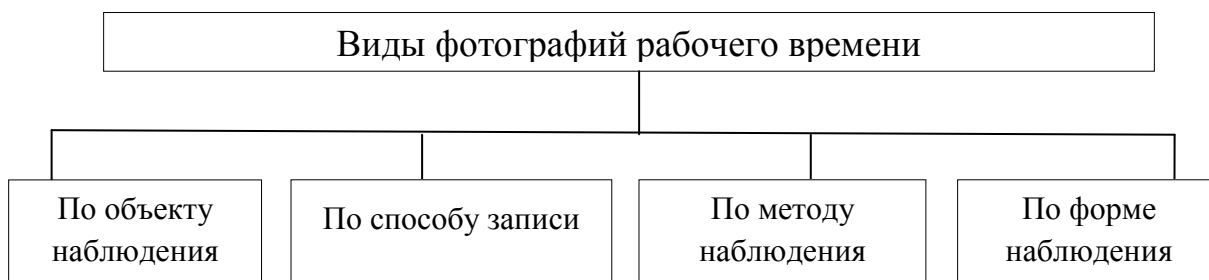 Виды фотографий рабочего времени
По объекту
наблюдения
По способу записи
По методу
наблюдения
По форме
наблюдения